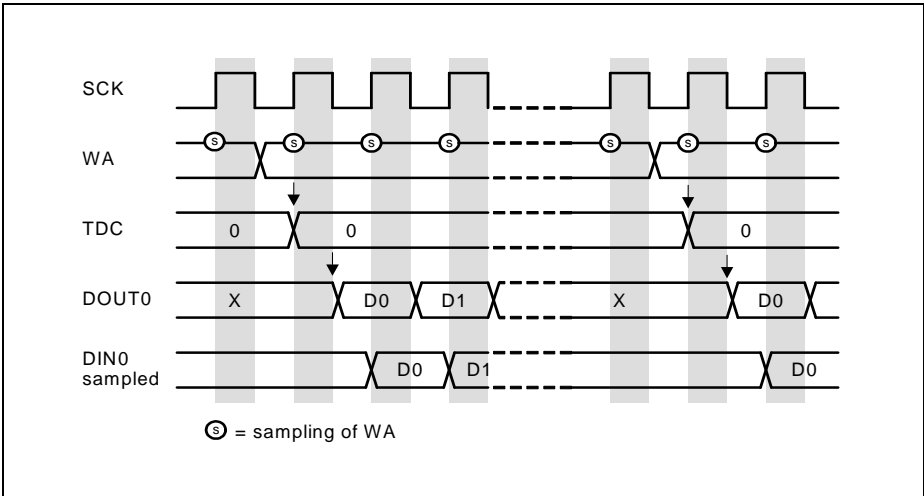 SCK
S S S S S S S
WA
TDC 0 0 0
DOUT0 X D0 D1 X D0
DIN0
sampled D0 D1 D0
S = sampling of WA